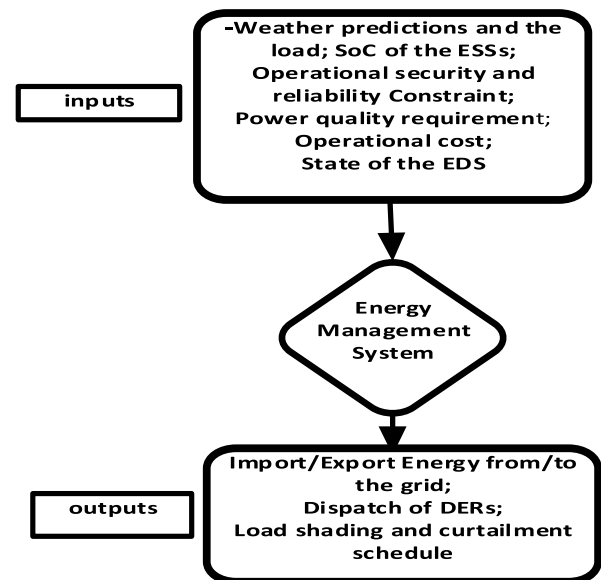 -Weather predictions and the
load; SoC of the ESSs;
Operational security and
reliability Constraint;
Power quality requirement;
Operational cost;
State of the EDS
inputs
Energy
Management
System
Import/Export Energy from/to
the grid;
Dispatch of DERs;
Load shading and curtailment
schedule
outputs